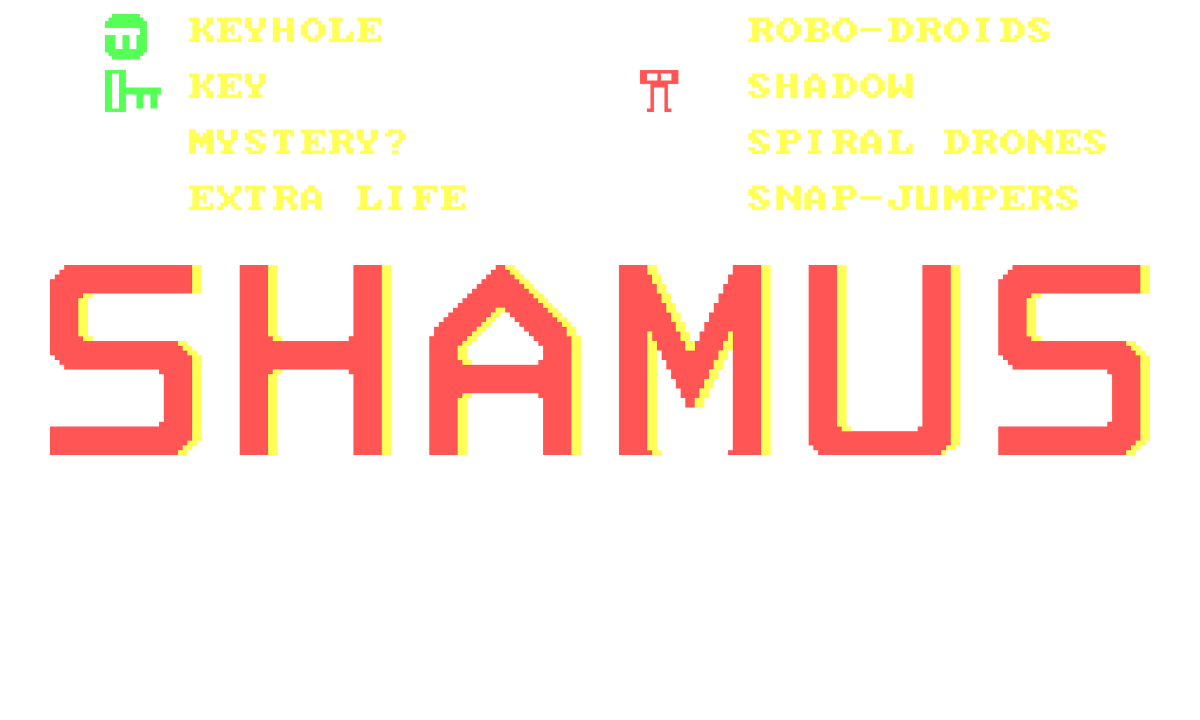 KEYHOLE ROBO-DROIDS
KEY SHADOW
MYSTERY? SPIRAL DRONES
EXTRA LIFE SNAP-JUMPERS
SHAMUS